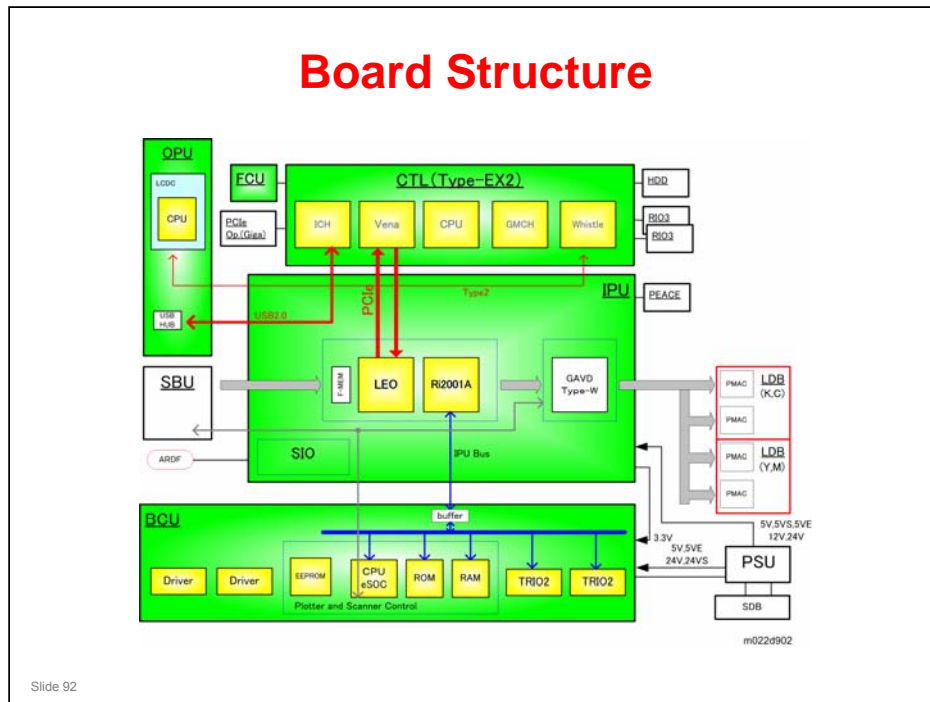 Board Structure
OPU
LCDC
CPU
USB
HUB
FCU
PCIe
Op.(Giga)
CTL(Type-EX2)
ICH
Vena
CPU
GMCH
Whistle
HDD
RIO3
RIO3
Type2
USB2.0
PCIe
IPU
PEACE
SBU
F-MEM
LEO
Ri2001A
GAVD
Type-W
PMAC
LDB
(K,C)
PMAC
PMAC
LDB
(Y,M)
PMAC
ARDF
SIO
IPU Bus
BCU
buffer
3.3V
5V,5VS,5VE
12V,24V
5V,5VE
24V,24VS
PSU
SDB
Driver
Driver
EEPROM
CPU
eSOC
ROM
RAM
TRIO2
TRIO2
Plotter and Scanner Control
m022d902
Slide 92